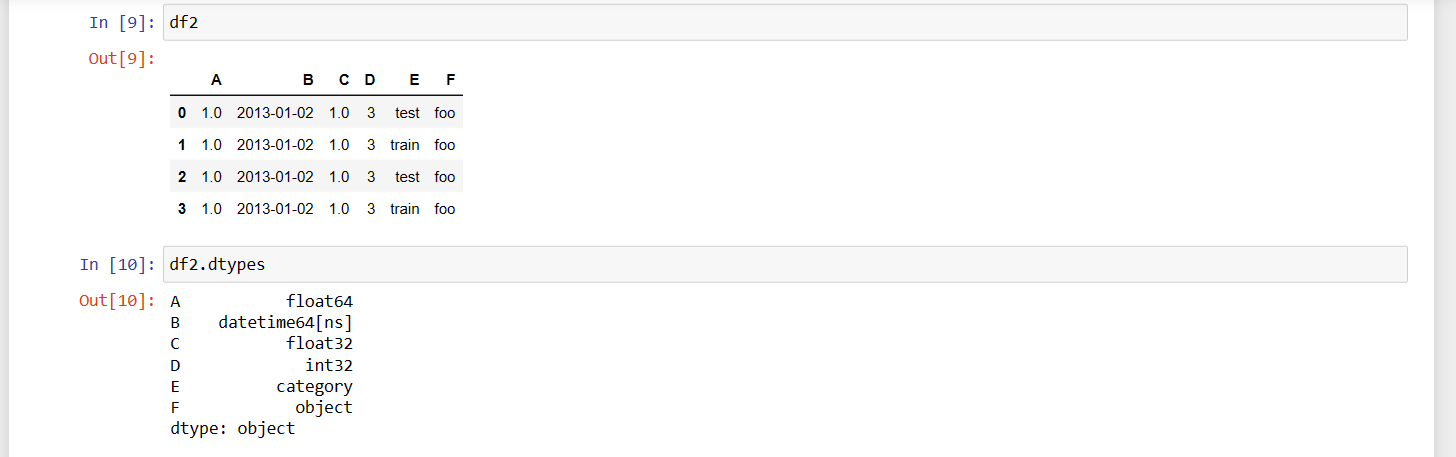 In [9]: df2
Out[9]:
A B C D E F
0 1.0 2013-01-02 1.0 3 test foo
1 1.0 2013-01-02 1.0 3 train foo
2 1.0 2013-01-02 1.0 3 test foo
3 1.0 2013-01-02 1.0 3 train foo
In [10]: df2.dtypes
Out[10]: A float64
B datetime64[ns]
C float32
D int32
E category
F object
dtype: object